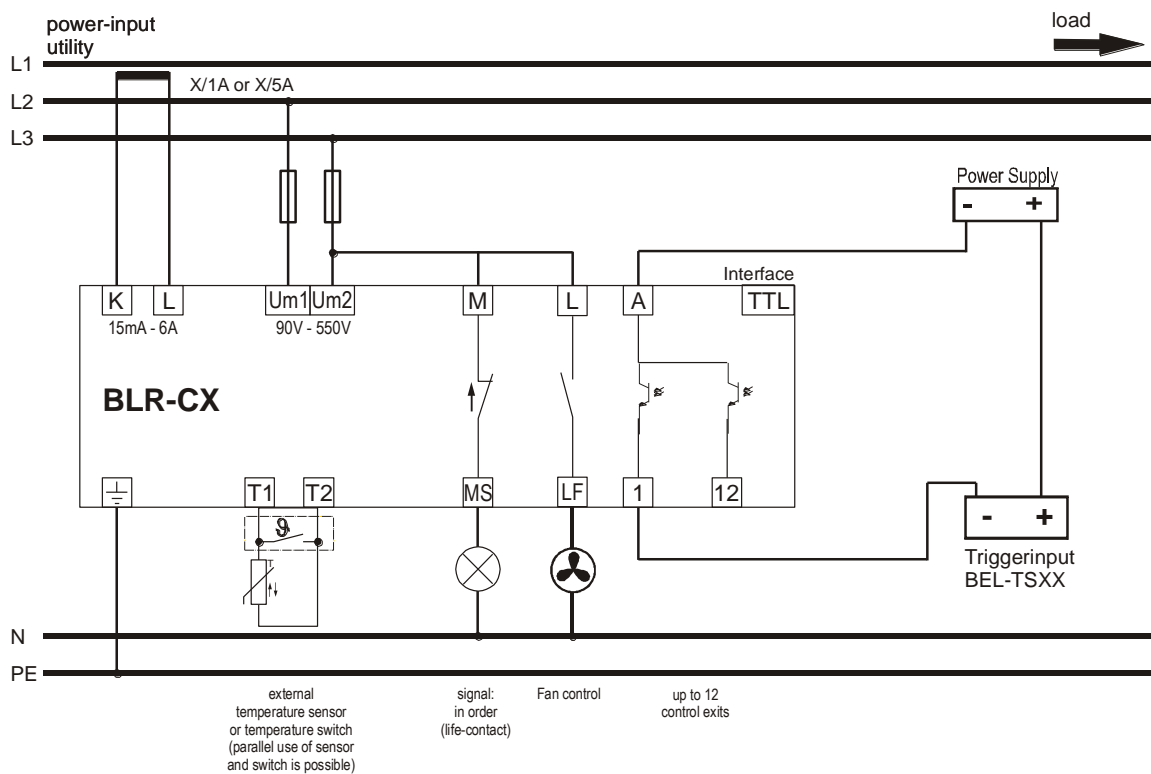 power-input
utility
load
L1
X/1A or X/5A
L2
L3
Power Supply
- +
Interface
K L Um1 Um2 M L A TTL
15mA - 6A 90V - 550V
BLR-CX
T1 T2 MS LF 1 12
- +
ϑ
Triggerinput
BEL-TSXX
N
PE
external
temperature sensor
or temperature switch
(parallel use of sensor
and switch is possible)
signal:
in order
(life-contact)
Fan control
up to 12
control exits